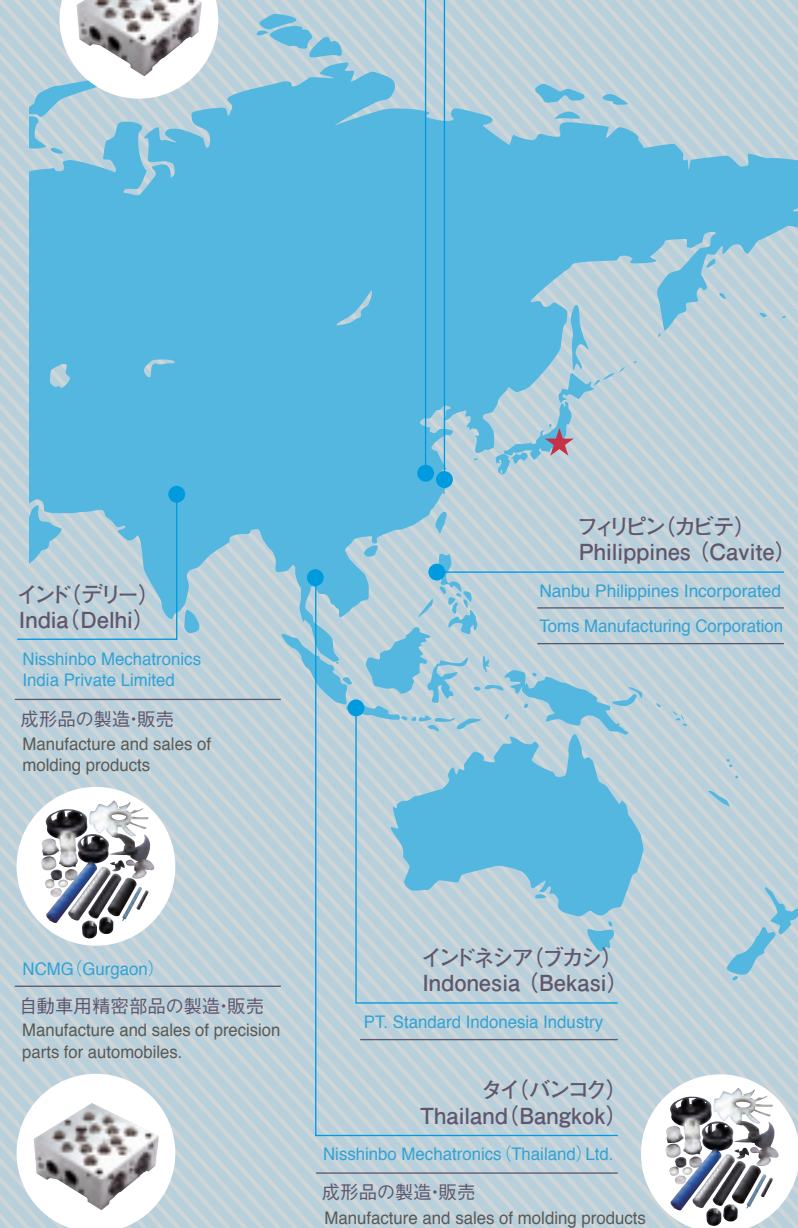 フィリピン（カビテ）
Philippines（Cavite）
Nanbu Philippines Incorporated
Toms Manufacturing Corporation
インド（デリー）
India（Delhi）
Nisshinbo Mechatronics
India Private Limited
成形品の製造・販売
Manufacture and sales of
molding products
NCMG（Gurgaon）
自動車用精密部品の製造・販売
Manufacture and sales of precision
parts for automobiles.
インドネシア（ブカシ）
Indonesia（Bekasi）
PT. Standard Indonesia Industry
タイ（バンコク）
Thailand（Bangkok）
Nisshinbo Mechatronics（Thailand）Ltd.
成形品の製造・販売
Manufacture and sales of molding products